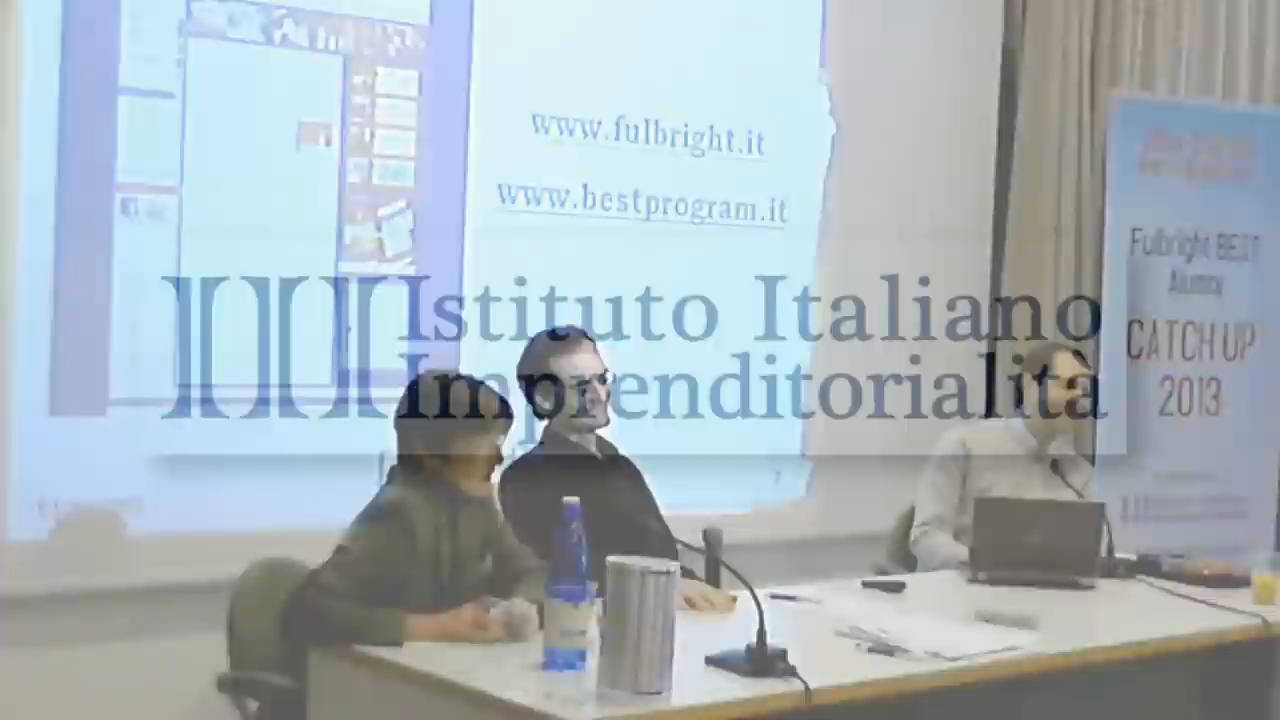 www.fulbright.it
www.bestprogram.it
Istituto Italiano
Imprenditorialità
Fulbright BEST
Alumni
CATCH UP
2013